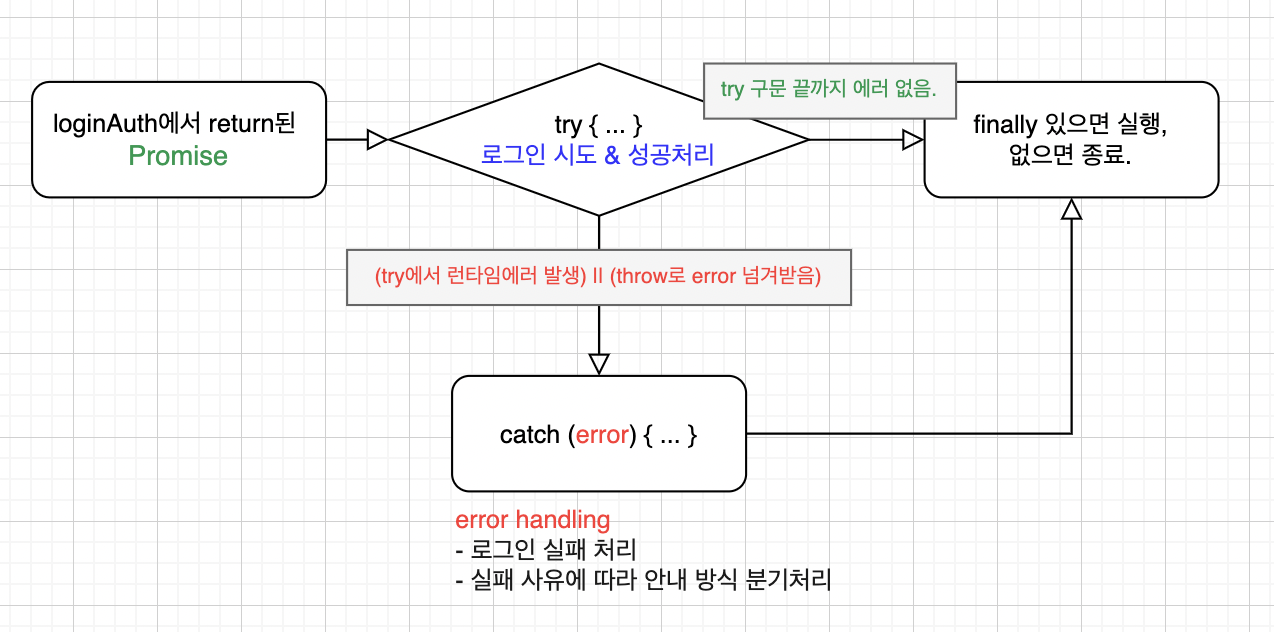 loginAuth에서 return된
Promise
try { ... }
로그인 시도 & 성공처리
try 구문 끝까지 에러 없음.
finally 있으면 실행,
없으면 종료.
(try에서 런타임에러 발생) || (throw로 error 넘겨받음)
catch (error) { ... }
error handling
- 로그인 실패 처리
- 실패 사유에 따라 안내 방식 분기처리